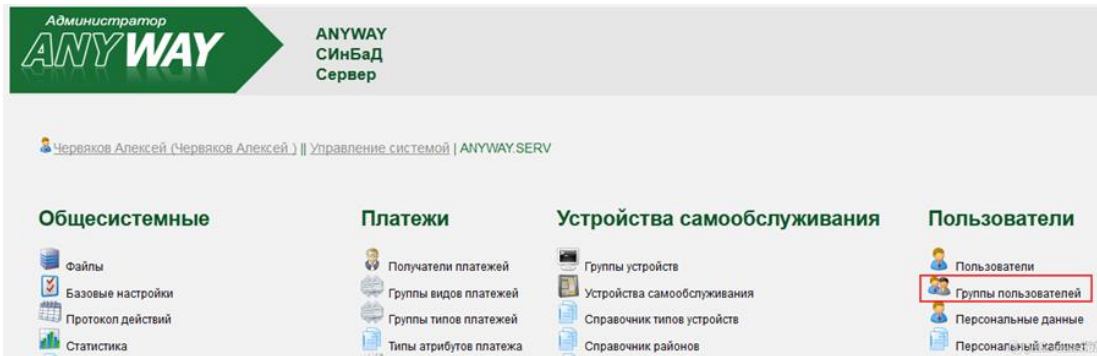 Администратор
ANYWAY
ANYWAY
СИнБаД
Сервер
Червяков Алексей (Червяков Алексей ) || Управление системой | ANYWAY.SERV
Общесистемные
Файлы
Базовые настройки
Протокол действий
Статистика
Платежи
Получатели платежей
Группы видов платежей
Группы типов платежей
Типы атрибутов платежа
Устройства самообслуживания
Группы устройств
Устройства самообслуживания
Справочник типов устройств
Справочник районов
Пользователи
Пользователи
Группы пользователей
Персональные данные
Персональный кабинет